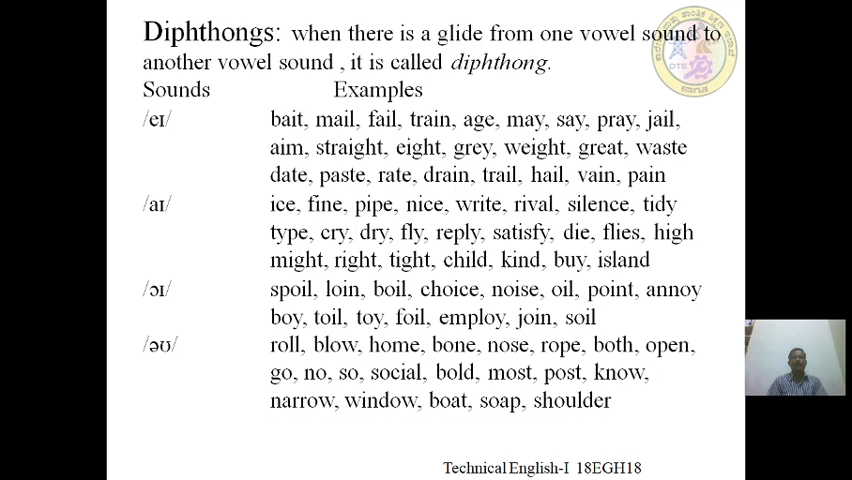 Diphthongs: when there is a glide from one vowel sound to
another vowel sound , it is called diphthong.
Sounds Examples
/eɪ/ bait, mail, fail, train, age, may, say, pray, jail,
aim, straight, eight, grey, weight, great, waste
date, paste, rate, drain, trail, hail, vain, pain
/aɪ/ ice, fine, pipe, nice, write, rival, silence, tidy
type, cry, dry, fly, reply, satisfy, die, flies, high
might, right, tight, child, kind, buy, island
/ɔɪ/ spoil, loin, boil, choice, noise, oil, point, annoy
boy, toil, toy, foil, employ, join, soil
/əʊ/ roll, blow, home, bone, nose, rope, both, open,
go, no, so, social, bold, most, post, know,
narrow, window, boat, soap, shoulder
DTE
ಕರ್ನಾಟಕ
Technical English-I 18EGH18